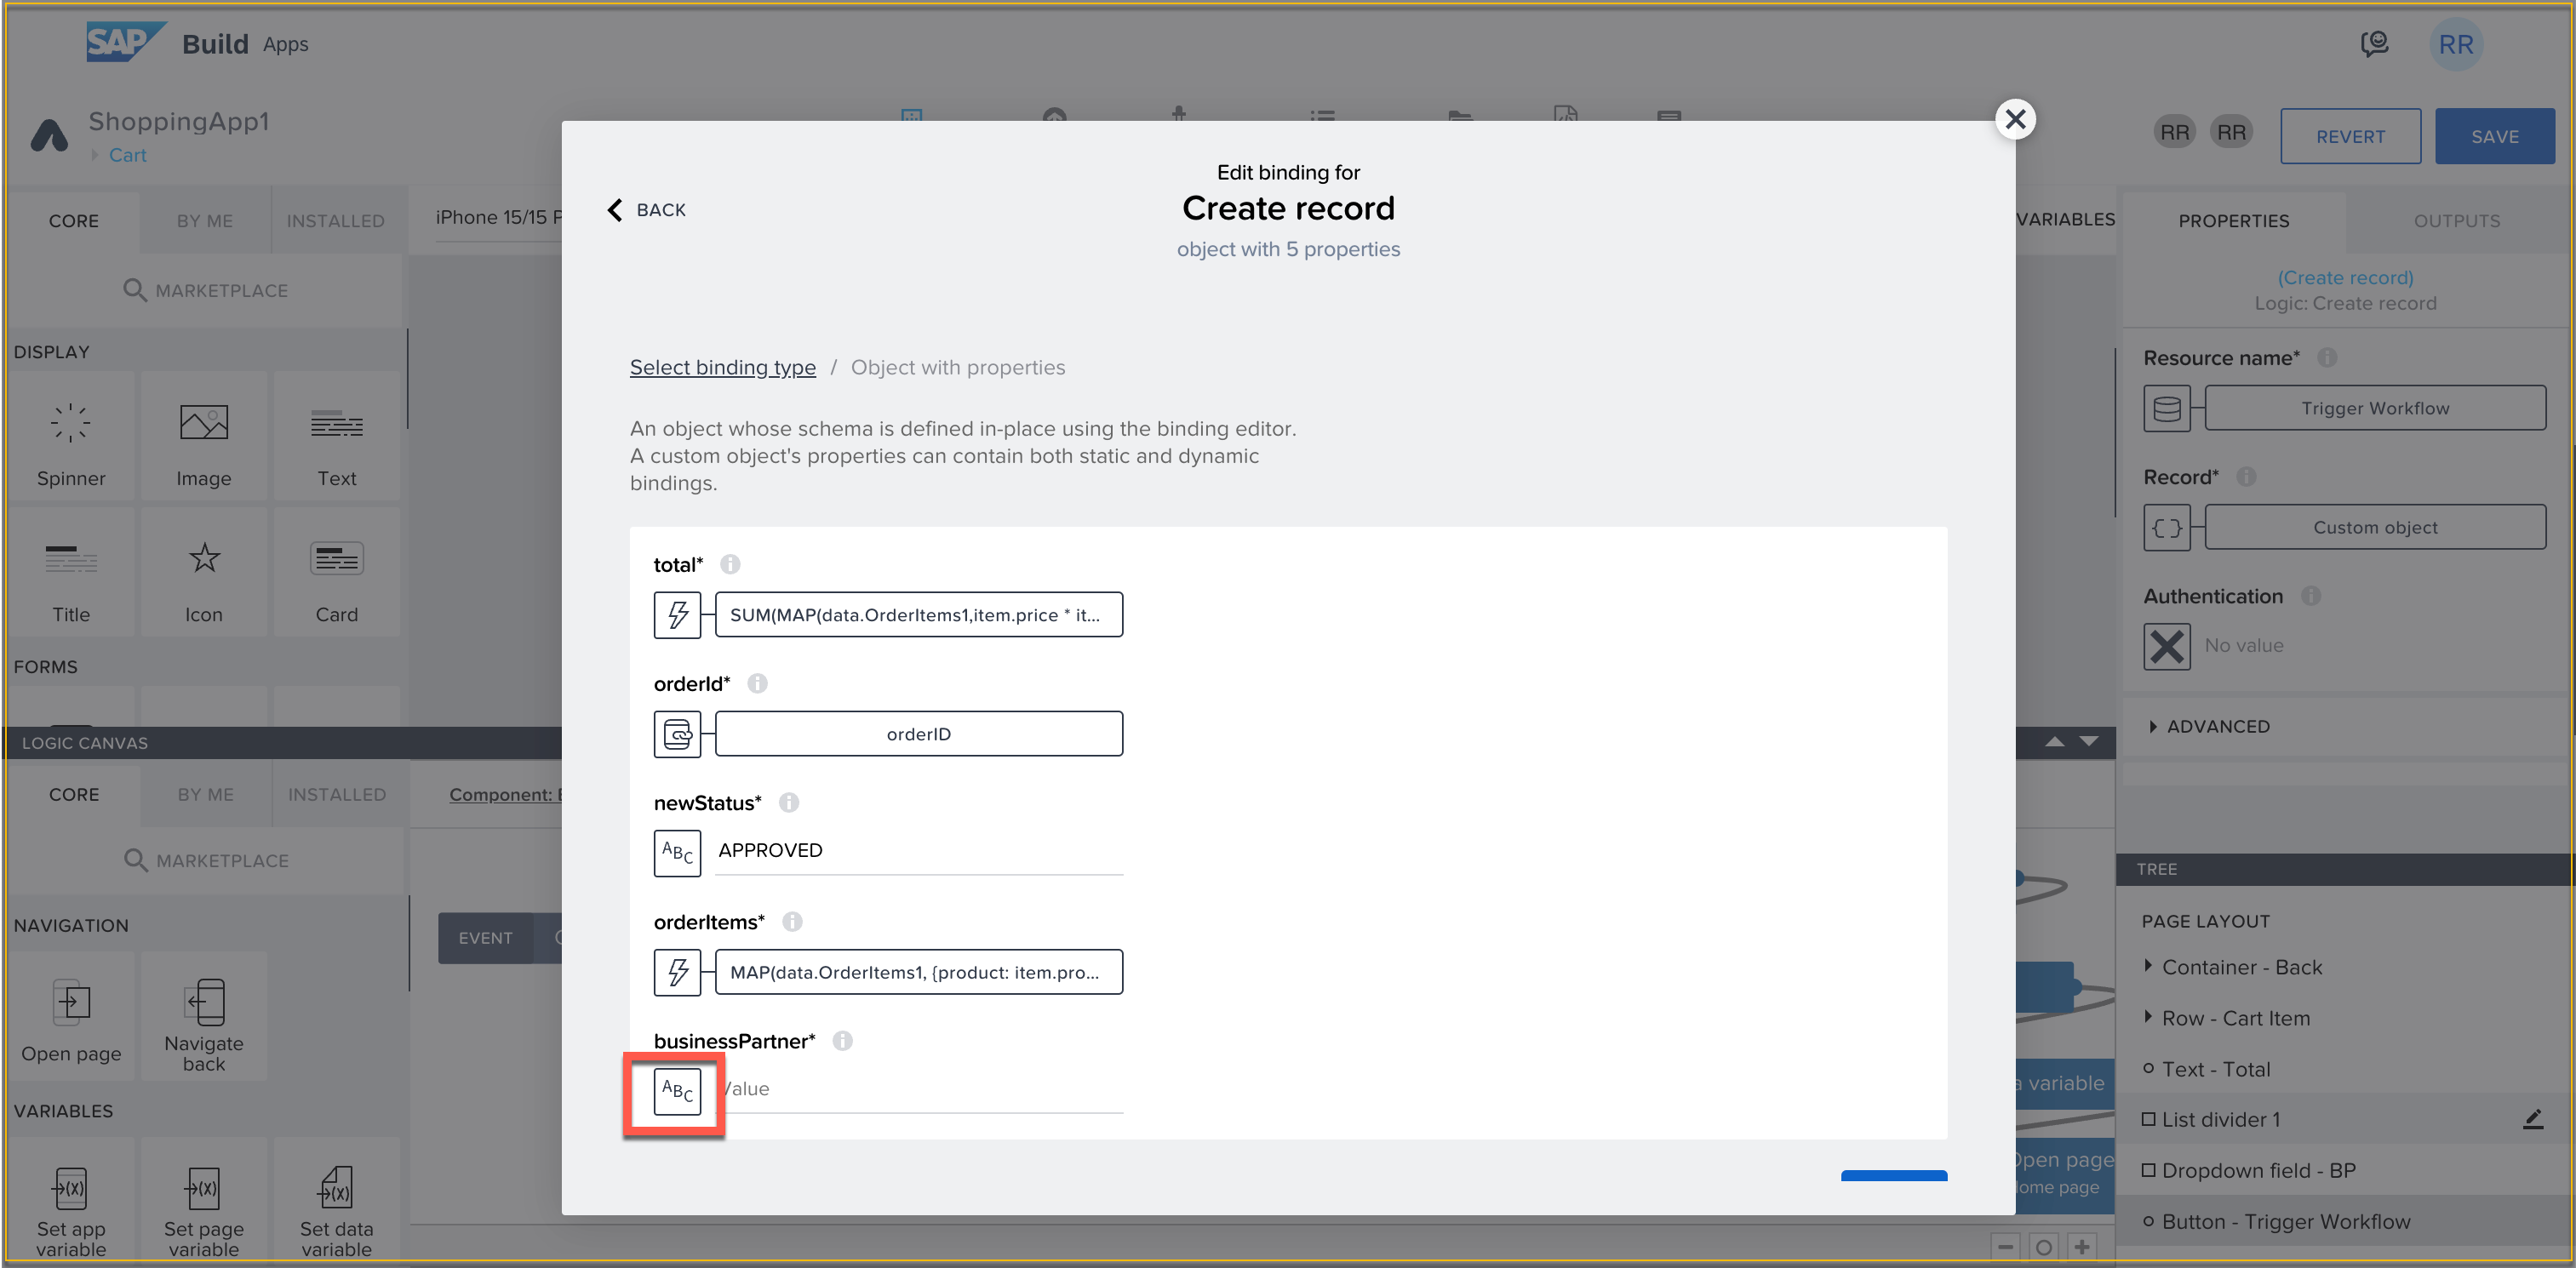 SAP Build Apps
RR
ShoppingApp1
Cart
RR RR
REVERT
SAVE
CORE
BY ME
INSTALLED
iPhone 15/15 P
MARKETPLACE
DISPLAY
Spinner
Image
Text
Title
Icon
Card
FORMS
LOGIC CANVAS
CORE
BY ME
INSTALLED
Component:
MARKETPLACE
NAVIGATION
EVENT
Open page
Navigate
back
VARIABLES
Set app
variable
Set page
variable
Set data
variable
Edit binding for
Create record
object with 5 properties
BACK
Select binding type / Object with properties
An object whose schema is defined in-place using the binding editor.
A custom object's properties can contain both static and dynamic
bindings.
total*
SUM(MAP(data.OrderItems1,item.price * it...
orderId*
orderID
newStatus*
ABC APPROVED
orderItems*
MAP(data.OrderItems1, {product: item.pro...
businessPartner*
ABC Value
VARIABLES
PROPERTIES
OUTPUTS
(Create record)
Logic: Create record
Resource name*
Trigger Workflow
Record*
{ } Custom object
Authentication
No value
ADVANCED
a variable
Open page
ome page
TREE
PAGE LAYOUT
Container - Back
Row - Cart Item
Text - Total
List divider 1
Dropdown field - BP
Button - Trigger Workflow